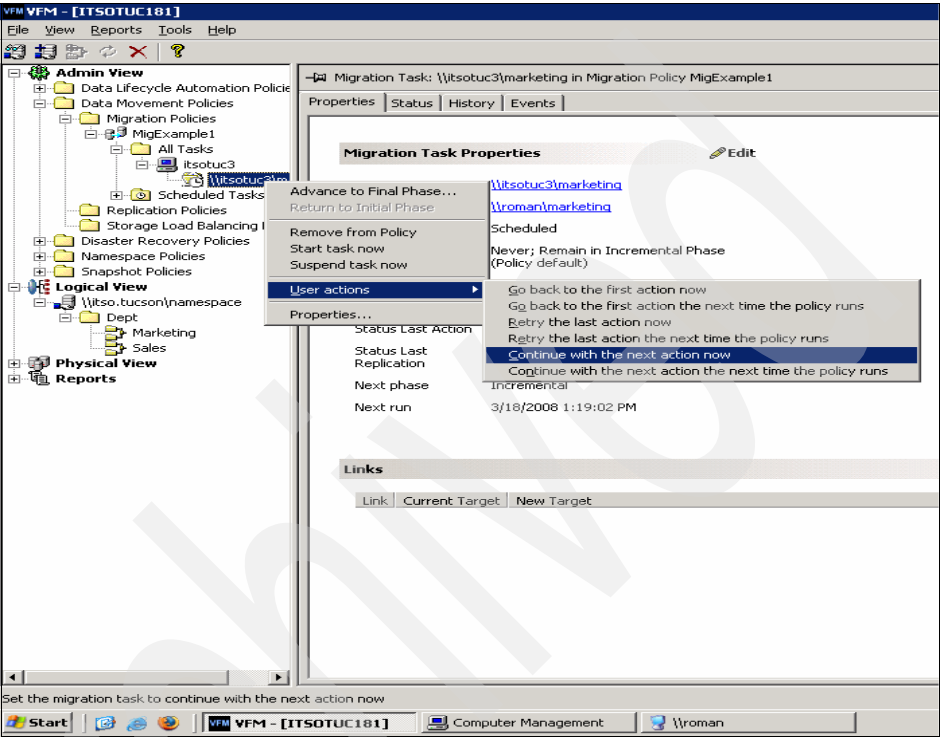 VFM VFM - [ITSOTUC181]
File View Reports Tools Help
Admin View
Data Lifecycle Automation Policie
Data Movement Policies
Migration Policies
MigExample1
All Tasks
itsotuc3
\\itsotuc3\m
Scheduled Tasks
Replication Policies
Storage Load Balancing
Disaster Recovery Policies
Namespace Policies
Snapshot Policies
Logical View
\\itso.tucson\namespace
Dept
Marketing
Sales
Physical View
Reports
Migration Task: \\itsotuc3\marketing in Migration Policy MigExample1
Properties Status History Events
Migration Task Properties Edit
\\itsotuc3\marketing
\\roman\marketing
Scheduled
Never; Remain in Incremental Phase
(Policy default)
Advance to Final Phase...
Return to Initial Phase
Remove from Policy
Start task now
Suspend task now
User actions
Properties...
Go back to the first action now
Go back to the first action the next time the policy runs
Retry the last action now
Retry the last action the next time the policy runs
Continue with the next action now
Continue with the next action the next time the policy runs
Status Last Action
Status Last
Replication
Next phase Incremental
Next run 3/18/2008 1:19:02 PM
Links
Link Current Target New Target
Set the migration task to continue with the next action now
Start VFM VFM - [ITSOTUC181] Computer Management \\roman